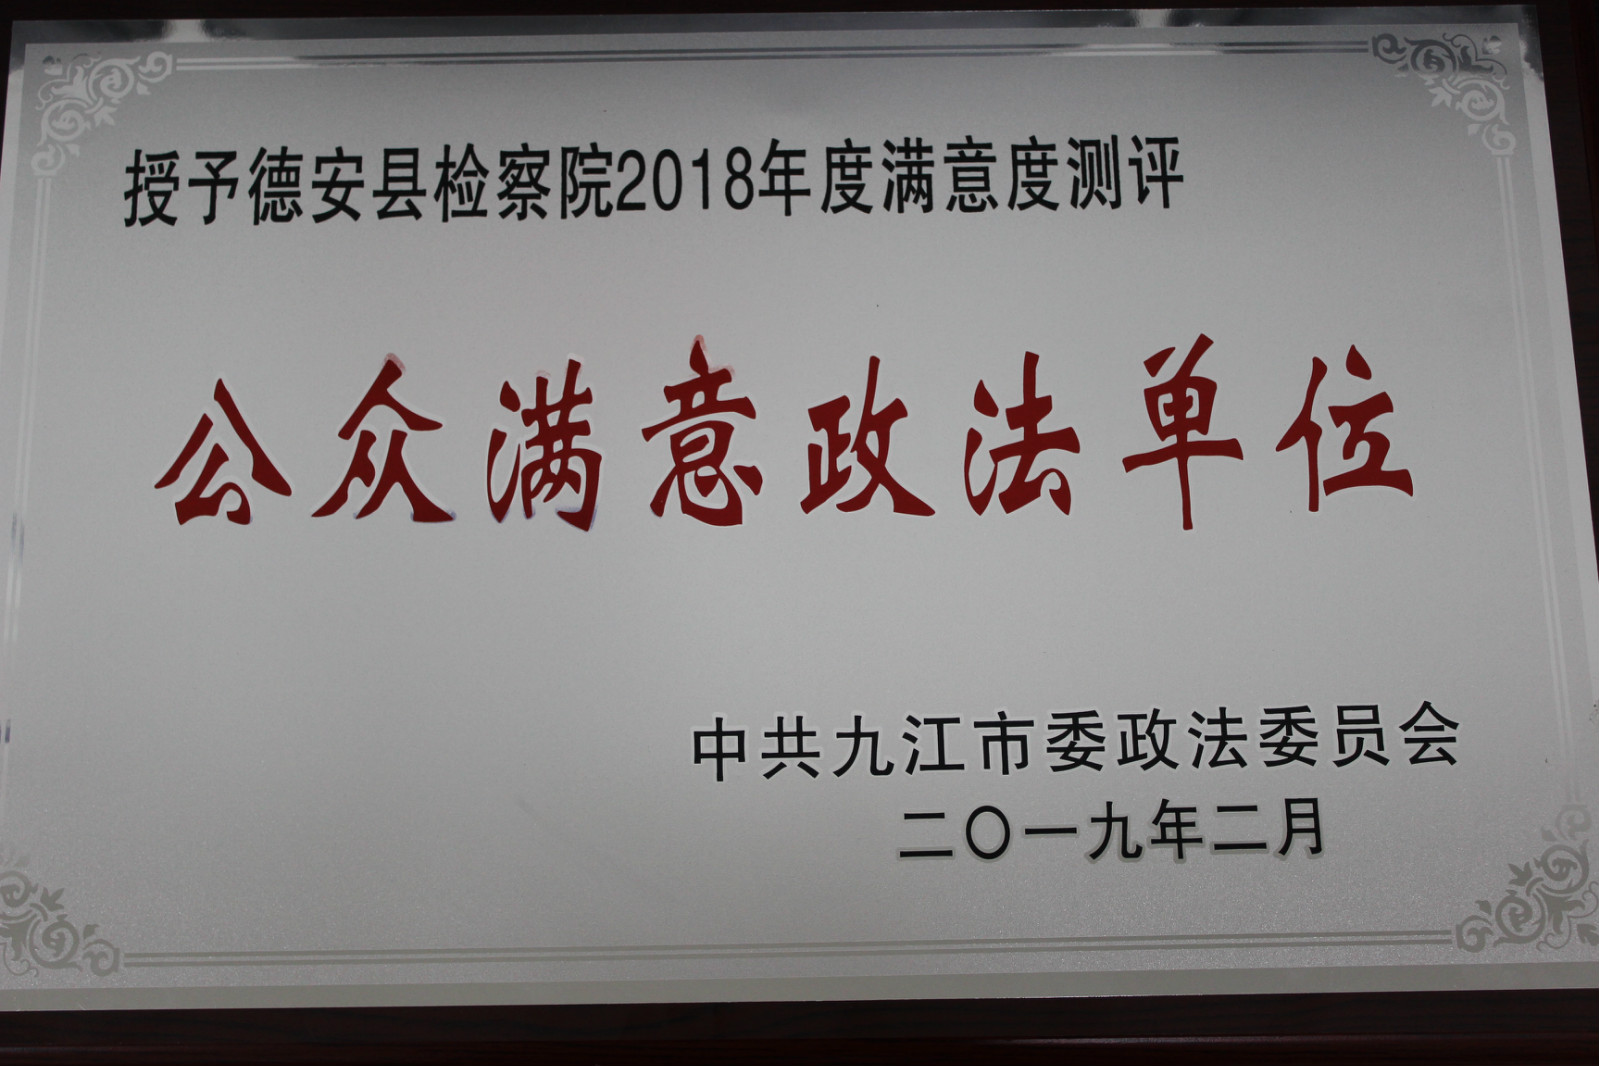 授予德安县检察院2018年度满意度测评
公众满意政法单位
中共九江市委政法委员会
二〇一九年二月